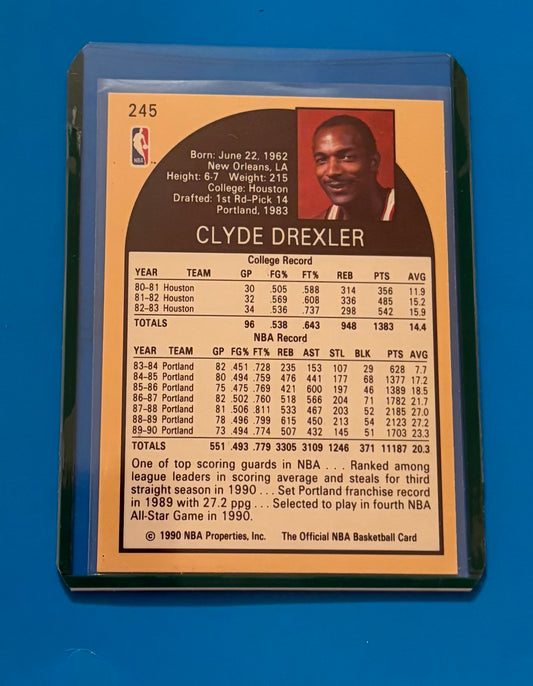 245
NBA
Born: June 22, 1962
New Orleans, LA
Height: 6-7 Weight: 215
College: Houston
Drafted: 1st Rd–Pick 14
Portland, 1983
CLYDE DREXLER
College Record
YEAR TEAM GP FG% FT% REB PTS AVG
80-81 Houston 30 .505 .588 314 356 11.9
81-82 Houston 32 .569 .608 336 485 15.2
82-83 Houston 34 .536 .737 298 542 15.9
TOTALS 96 .538 .643 948 1383 14.4
NBA Record
YEAR TEAM GP FG% FT% REB AST STL BLK PTS AVG
83-84 Portland 82 .451 .728 235 153 107 29 628 7.7
84-85 Portland 80 .494 .759 476 441 177 68 1377 17.2
85-86 Portland 75 .475 .769 421 600 197 46 1389 18.5
86-87 Portland 82 .502 .760 518 566 204 71 1782 21.7
87-88 Portland 81 .506 .811 533 467 203 52 2185 27.0
88-89 Portland 78 .496 .799 615 450 213 54 2123 27.2
89-90 Portland 73 .494 .774 507 432 145 51 1703 23.3
TOTALS 551 .493 .779 3305 3109 1246 371 11187 20.3
One of top scoring guards in NBA . . . Ranked among
league leaders in scoring average and steals for third
straight season in 1990 . . . Set Portland franchise record
in 1989 with 27.2 ppg . . . Selected to play in fourth NBA
All-Star Game in 1990.
© 1990 NBA Properties, Inc. The Official NBA Basketball Card